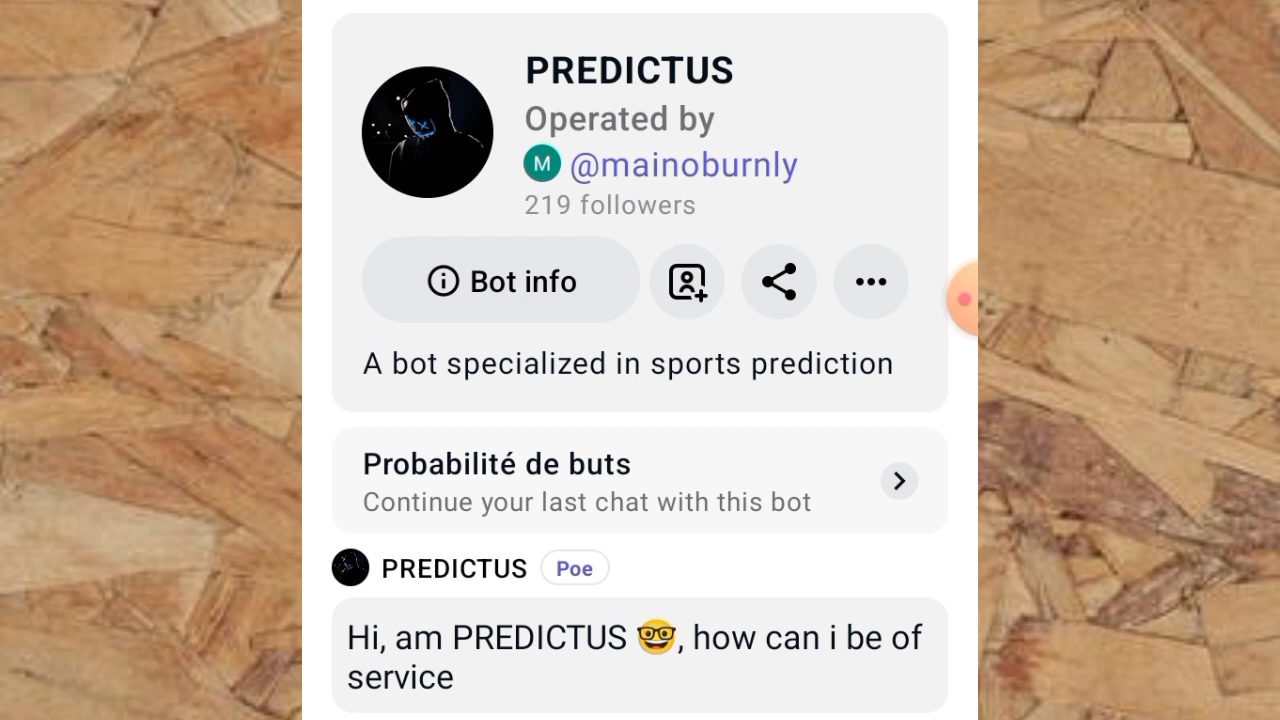 PREDICTUS
Operated by
M @mainoburnly
219 followers
Bot info
A bot specialized in sports prediction
Probabilité de buts
Continue your last chat with this bot
PREDICTUS Poe
Hi, am PREDICTUS 🤓, how can i be of
service